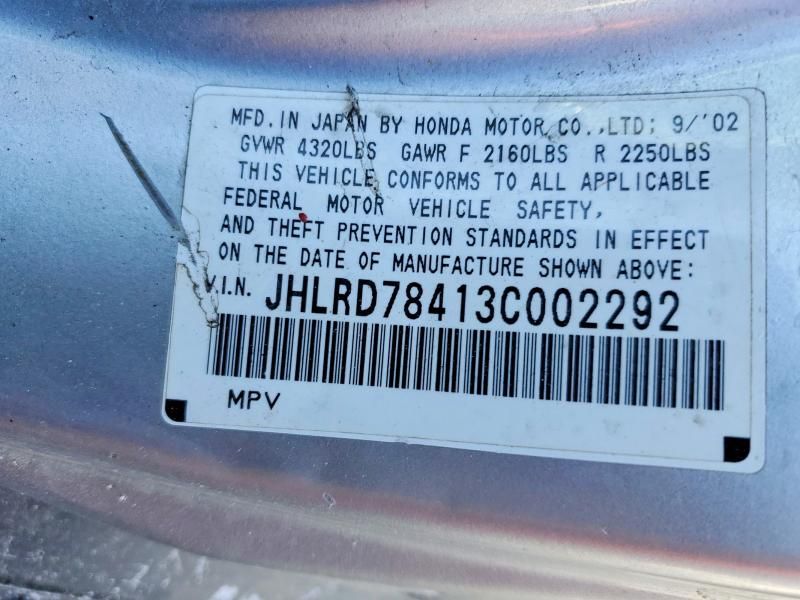 MFD. IN JAPAN BY HONDA MOTOR CO.,LTD; 9/'02
GVWR 4320LBS GAWR F 2160LBS R 2250LBS
THIS VEHICLE CONFORMS TO ALL APPLICABLE
FEDERAL MOTOR VEHICLE SAFETY,
AND THEFT PREVENTION STANDARDS IN EFFECT
ON THE DATE OF MANUFACTURE SHOWN ABOVE:
V.I.N. JHLRD78413C002292
MPV